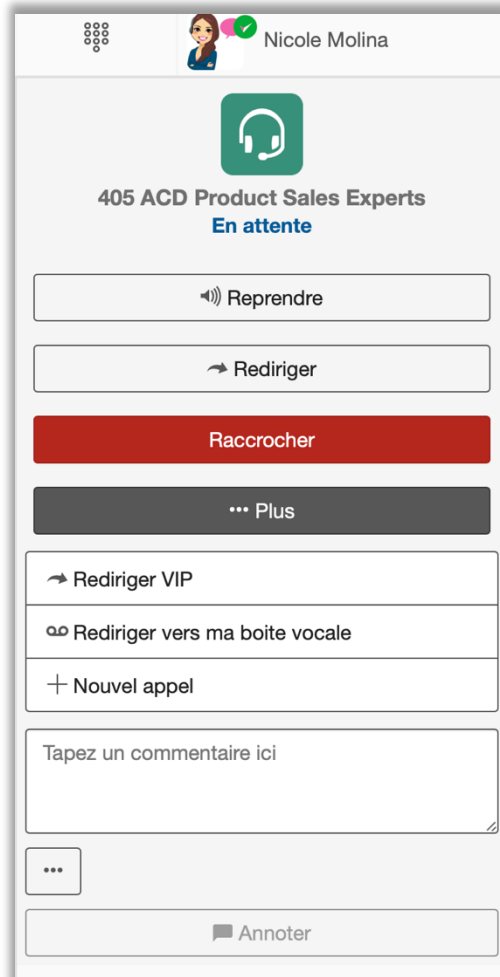 Nicole Molina
405 ACD Product Sales Experts
En attente
Reprendre
Rediriger
Raccrocher
••• Plus
Rediriger VIP
Rediriger vers ma boite vocale
Nouvel appel
Tapez un commentaire ici
•••
Annoter